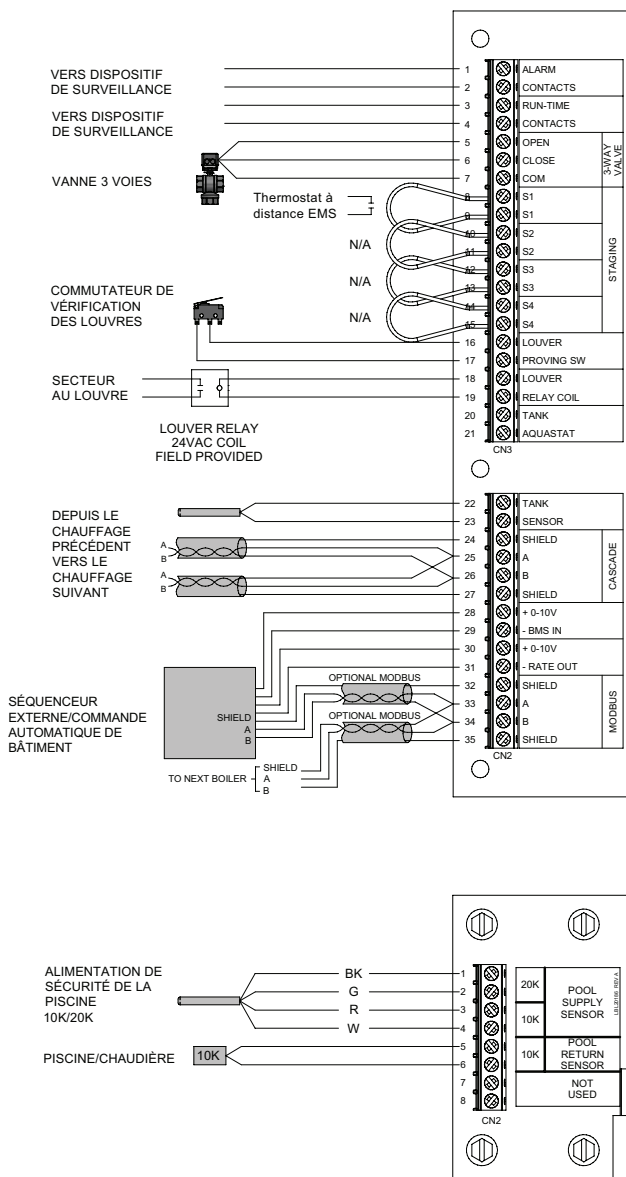 VERS DISPOSITIF
DE SURVEILLANCE
VERS DISPOSITIF
DE SURVEILLANCE
VANNE 3 VOIES
Thermostat à
distance EMS
N/A
N/A
N/A
COMMUTATEUR DE
VÉRIFICATION
DES LOUVRES
SECTEUR
AU LOUVRE
LOUVER RELAY
24VAC COIL
FIELD PROVIDED
1 ALARM
2 CONTACTS
3 RUN-TIME
4 CONTACTS
5 OPEN
6 CLOSE
7 COM
3-WAY
VALVE
8 S1
9 S1
10 S2
11 S2
12 S3
13 S3
14 S4
15 S4
STAGING
16 LOUVER
17 PROVING SW
18 LOUVER
19 RELAY COIL
20 TANK
21 AQUASTAT
CN3
DEPUIS LE
CHAUFFAGE
PRÉCÉDENT
VERS LE
CHAUFFAGE
SUIVANT
A
B
A
B
22 TANK
23 SENSOR
24 SHIELD
25 A
26 B
27 SHIELD
CASCADE
28 + 0-10V
29 - BMS IN
30 + 0-10V
31 - RATE OUT
32 SHIELD
33 A
34 B
35 SHIELD
MODBUS
CN2
OPTIONAL MODBUS
OPTIONAL MODBUS
SÉQUENCEUR
EXTERNE/COMMANDE
AUTOMATIQUE DE
BÂTIMENT
SHIELD
A
B
TO NEXT BOILER
SHIELD
A
B
ALIMENTATION DE
SÉCURITÉ DE LA
PISCINE
10K/20K
BK
G
R
W
PISCINE/CHAUDIÈRE
10K
1
2
3
4
5
6
7
8
CN2
20K
10K
POOL
SUPPLY
SENSOR
10K
POOL
RETURN
SENSOR
NOT
USED